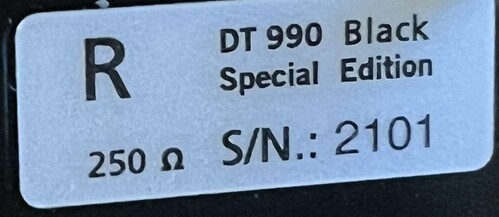 R
DT 990 Black
Special Edition
250 Ω
S/N.: 2101